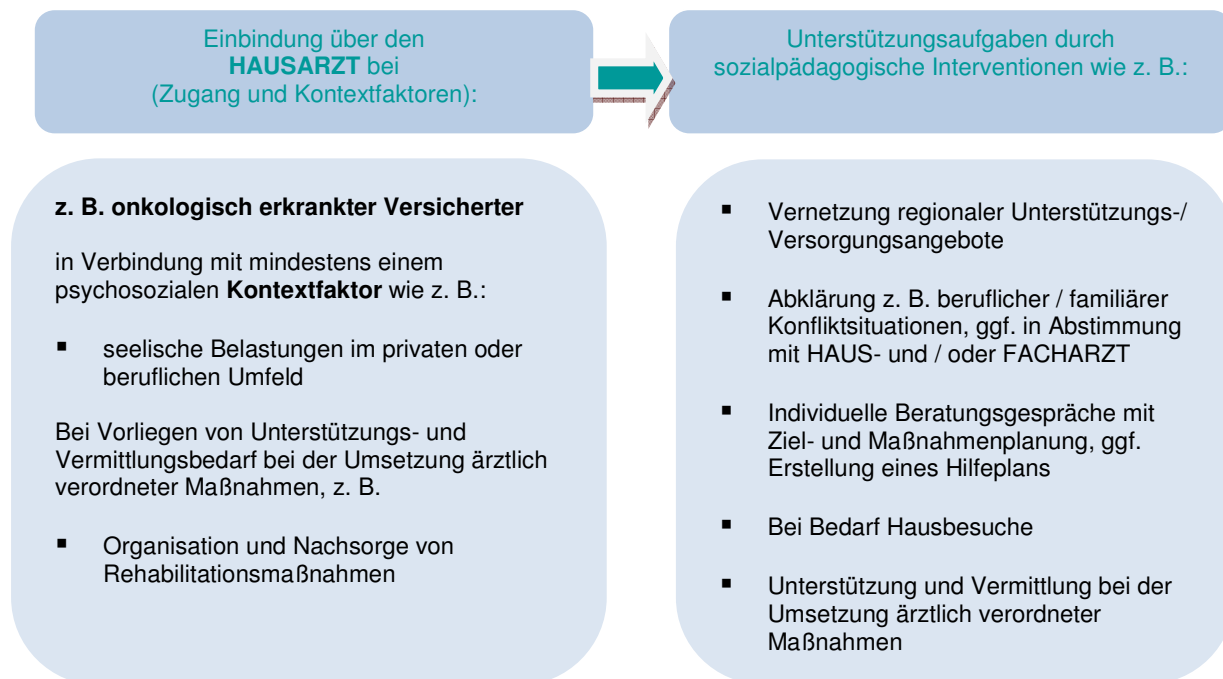 Einbindung über den
HAUSARZT bei
(Zugang und Kontextfaktoren):
Unterstützungsaufgaben durch
sozialpädagogische Interventionen wie z. B.:
z. B. onkologisch erkrankter Versicherter
in Verbindung mit mindestens einem
psychosozialen Kontextfaktor wie z. B.:
▪ seelische Belastungen im privaten oder
beruflichen Umfeld
Bei Vorliegen von Unterstützungs- und
Vermittlungsbedarf bei der Umsetzung ärztlich
verordneter Maßnahmen, z. B.
▪ Organisation und Nachsorge von
Rehabilitationsmaßnahmen
▪ Vernetzung regionaler Unterstützungs-/
Versorgungsangebote
▪ Abklärung z. B. beruflicher / familiärer
Konfliktsituationen, ggf. in Abstimmung
mit HAUS- und / oder FACHARZT
▪ Individuelle Beratungsgespräche mit
Ziel- und Maßnahmenplanung, ggf.
Erstellung eines Hilfeplans
▪ Bei Bedarf Hausbesuche
▪ Unterstützung und Vermittlung bei der
Umsetzung ärztlich verordneter
Maßnahmen